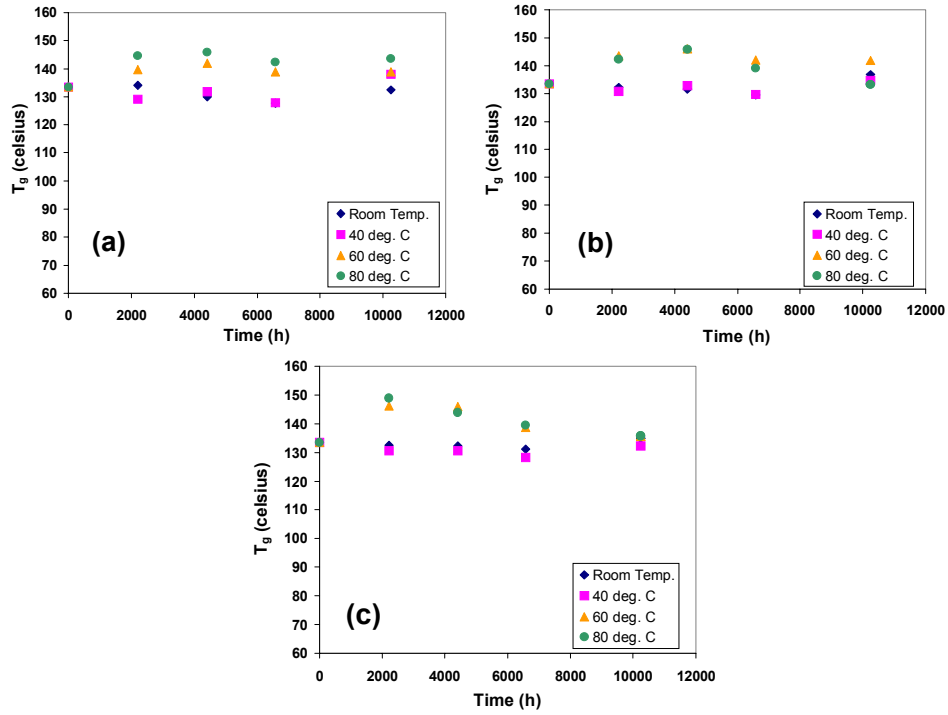 160
150
140
130
120
110
100
90
80
70
60
T_g (celsius)
(a)
Room Temp.
40 deg. C
60 deg. C
80 deg. C
0 2000 4000 6000 8000 10000 12000
Time (h)
160
150
140
130
120
110
100
90
80
70
60
T_g (celsius)
(b)
Room Temp.
40 deg. C
60 deg. C
80 deg. C
0 2000 4000 6000 8000 10000 12000
Time (h)
160
150
140
130
120
110
100
90
80
70
60
T_g (celsius)
(c)
Room Temp.
40 deg. C
60 deg. C
80 deg. C
0 2000 4000 6000 8000 10000 12000
Time (h)